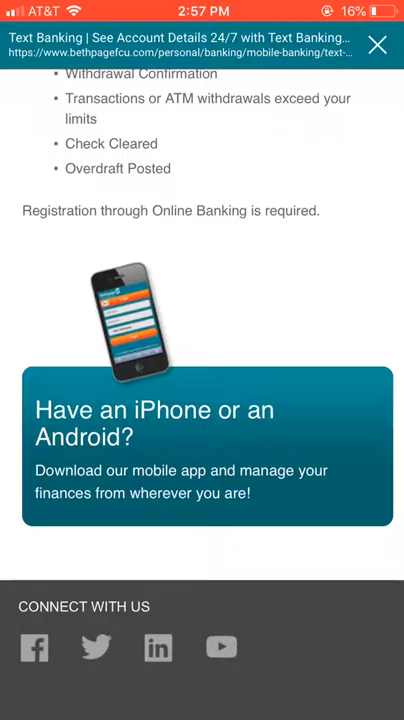 AT&T 2:57 PM 16%
Text Banking | See Account Details 24/7 with Text Banking...
https://www.bethpagefcu.com/personal/banking/mobile-banking/text-...
• Withdrawal Confirmation
• Transactions or ATM withdrawals exceed your
limits
• Check Cleared
• Overdraft Posted
Registration through Online Banking is required.
Have an iPhone or an
Android?
Download our mobile app and manage your
finances from wherever you are!
CONNECT WITH US